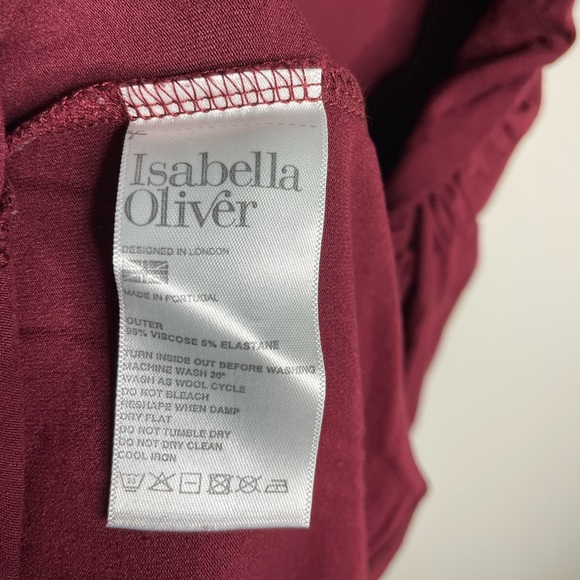 Isabella
Oliver
DESIGNED IN LONDON
MADE IN PORTUGAL
OUTER
95% VISCOSE 5% ELASTANE
TURN INSIDE OUT BEFORE WASHING
MACHINE WASH 30°
WASH AS WOOL CYCLE
DO NOT BLEACH
RESHAPE WHEN DAMP
DRY FLAT
DO NOT TUMBLE DRY
DO NOT DRY CLEAN
COOL IRON